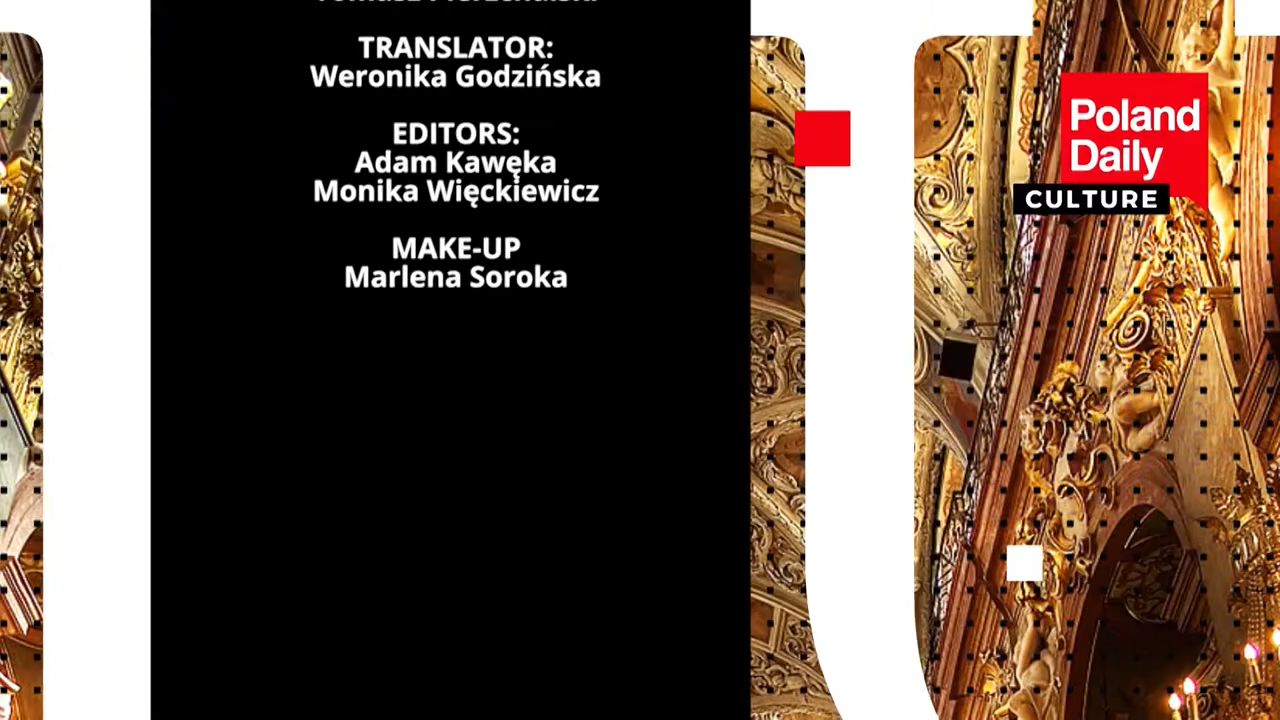 TRANSLATOR:
Weronika Godzińska
EDITORS:
Adam Kawęka
Monika Więckiewicz
MAKE-UP
Marlena Soroka
Poland
Daily
CULTURE